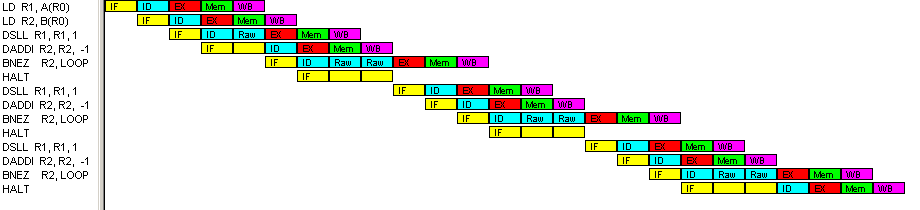 LD R1, A(R0) IF ID EX Mem WB
LD R2, B(R0) IF ID EX Mem WB
DSLL R1, R1, 1 IF ID Raw EX Mem WB
DADDI R2, R2, -1 IF ID EX Mem WB
BNEZ R2, LOOP IF ID Raw Raw EX Mem WB
HALT IF
DSLL R1, R1, 1 IF ID EX Mem WB
DADDI R2, R2, -1 IF ID EX Mem WB
BNEZ R2, LOOP IF ID Raw Raw EX Mem WB
HALT IF
DSLL R1, R1, 1 IF ID EX Mem WB
DADDI R2, R2, -1 IF ID EX Mem WB
BNEZ R2, LOOP IF ID Raw Raw EX Mem WB
HALT IF ID EX Mem WB